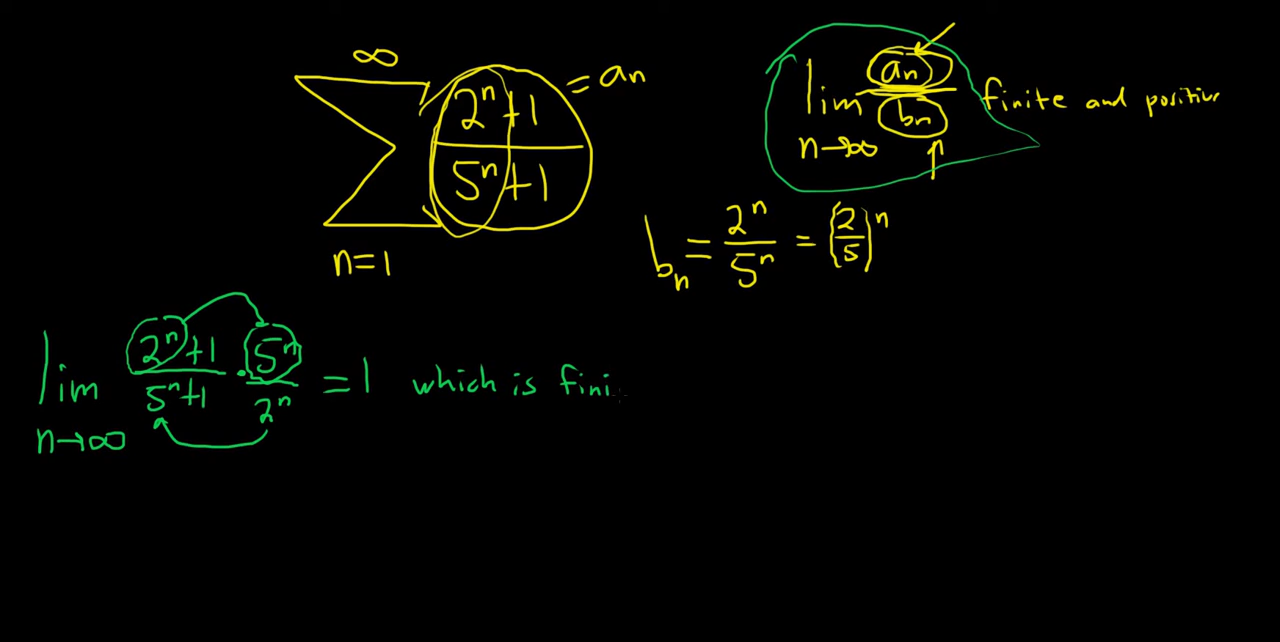 ∞
Σ (2^n + 1)/(5^n + 1) = a_n
n=1
lim a_n/b_n finite and positive
n→∞
b_n = 2^n/5^n = (2/5)^n
lim (2^n + 1)/(5^n + 1) · 5^n/2^n = 1 which is fini
n→∞